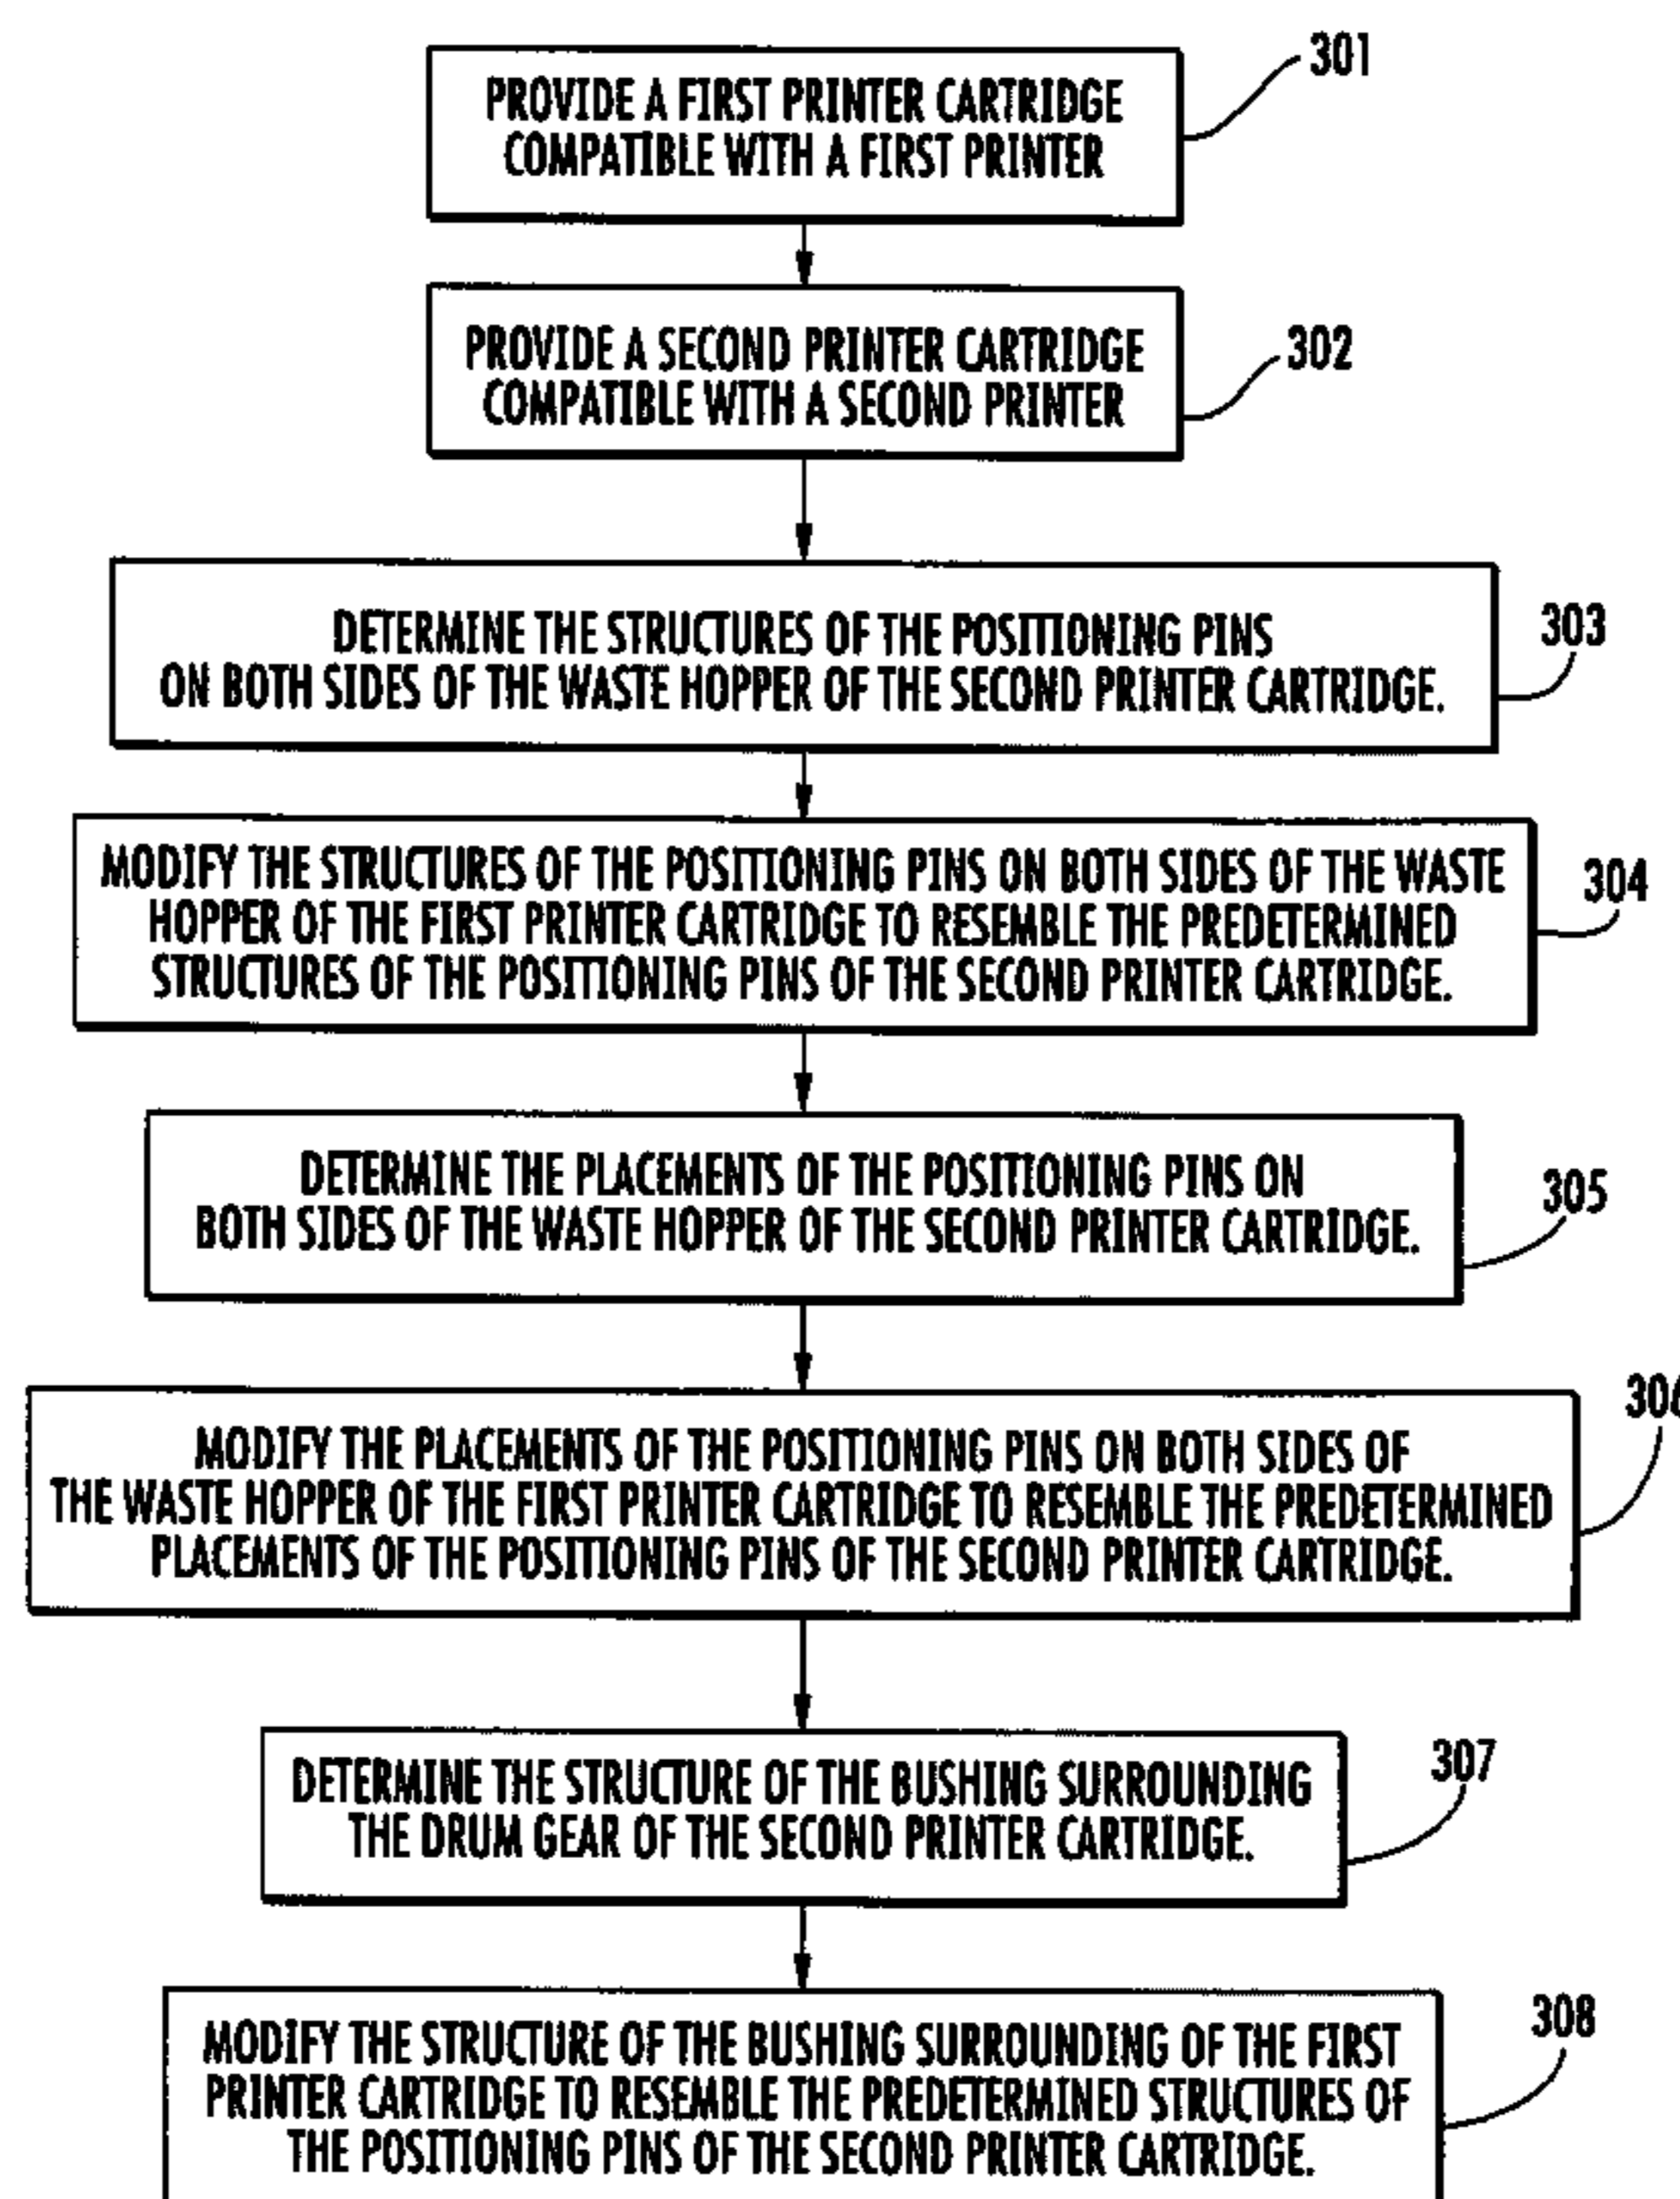 PROVIDE A FIRST PRINTER CARTRIDGE
COMPATIBLE WITH A FIRST PRINTER
301
PROVIDE A SECOND PRINTER CARTRIDGE
COMPATIBLE WITH A SECOND PRINTER
302
DETERMINE THE STRUCTURES OF THE POSITIONING PINS
ON BOTH SIDES OF THE WASTE HOPPER OF THE SECOND PRINTER CARTRIDGE.
303
MODIFY THE STRUCTURES OF THE POSITIONING PINS ON BOTH SIDES OF THE WASTE
HOPPER OF THE FIRST PRINTER CARTRIDGE TO RESEMBLE THE PREDETERMINED
STRUCTURES OF THE POSITIONING PINS OF THE SECOND PRINTER CARTRIDGE.
304
DETERMINE THE PLACEMENTS OF THE POSITIONING PINS ON
BOTH SIDES OF THE WASTE HOPPER OF THE SECOND PRINTER CARTRIDGE.
305
MODIFY THE PLACEMENTS OF THE POSITIONING PINS ON BOTH SIDES OF
THE WASTE HOPPER OF THE FIRST PRINTER CARTRIDGE TO RESEMBLE THE PREDETERMINED
PLACEMENTS OF THE POSITIONING PINS OF THE SECOND PRINTER CARTRIDGE.
306
DETERMINE THE STRUCTURE OF THE BUSHING SURROUNDING
THE DRUM GEAR OF THE SECOND PRINTER CARTRIDGE.
307
MODIFY THE STRUCTURE OF THE BUSHING SURROUNDING OF THE FIRST
PRINTER CARTRIDGE TO RESEMBLE THE PREDETERMINED STRUCTURES OF
THE POSITIONING PINS OF THE SECOND PRINTER CARTRIDGE.
308